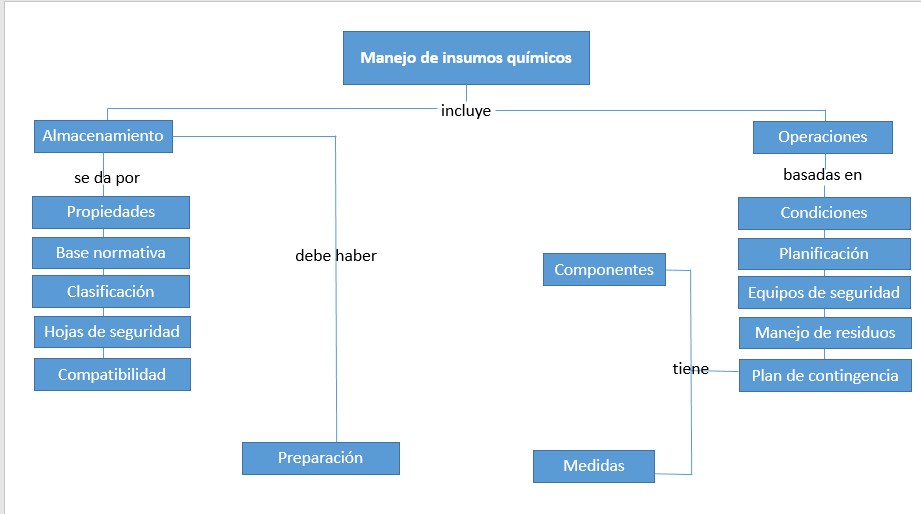 Manejo de insumos químicos
incluye
Almacenamiento
Operaciones
se da por
basadas en
Propiedades
Condiciones
Base normativa
Planificación
debe haber
Componentes
Clasificación
Equipos de seguridad
Hojas de seguridad
Manejo de residuos
Compatibilidad
tiene
Plan de contingencia
Preparación
Medidas